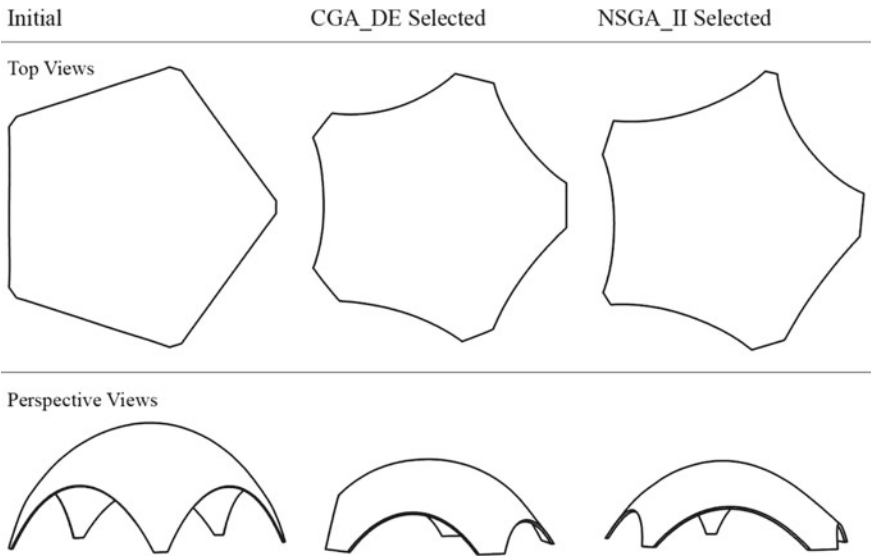 Initial CGA_DE Selected NSGA_II Selected
Top Views
Perspective Views